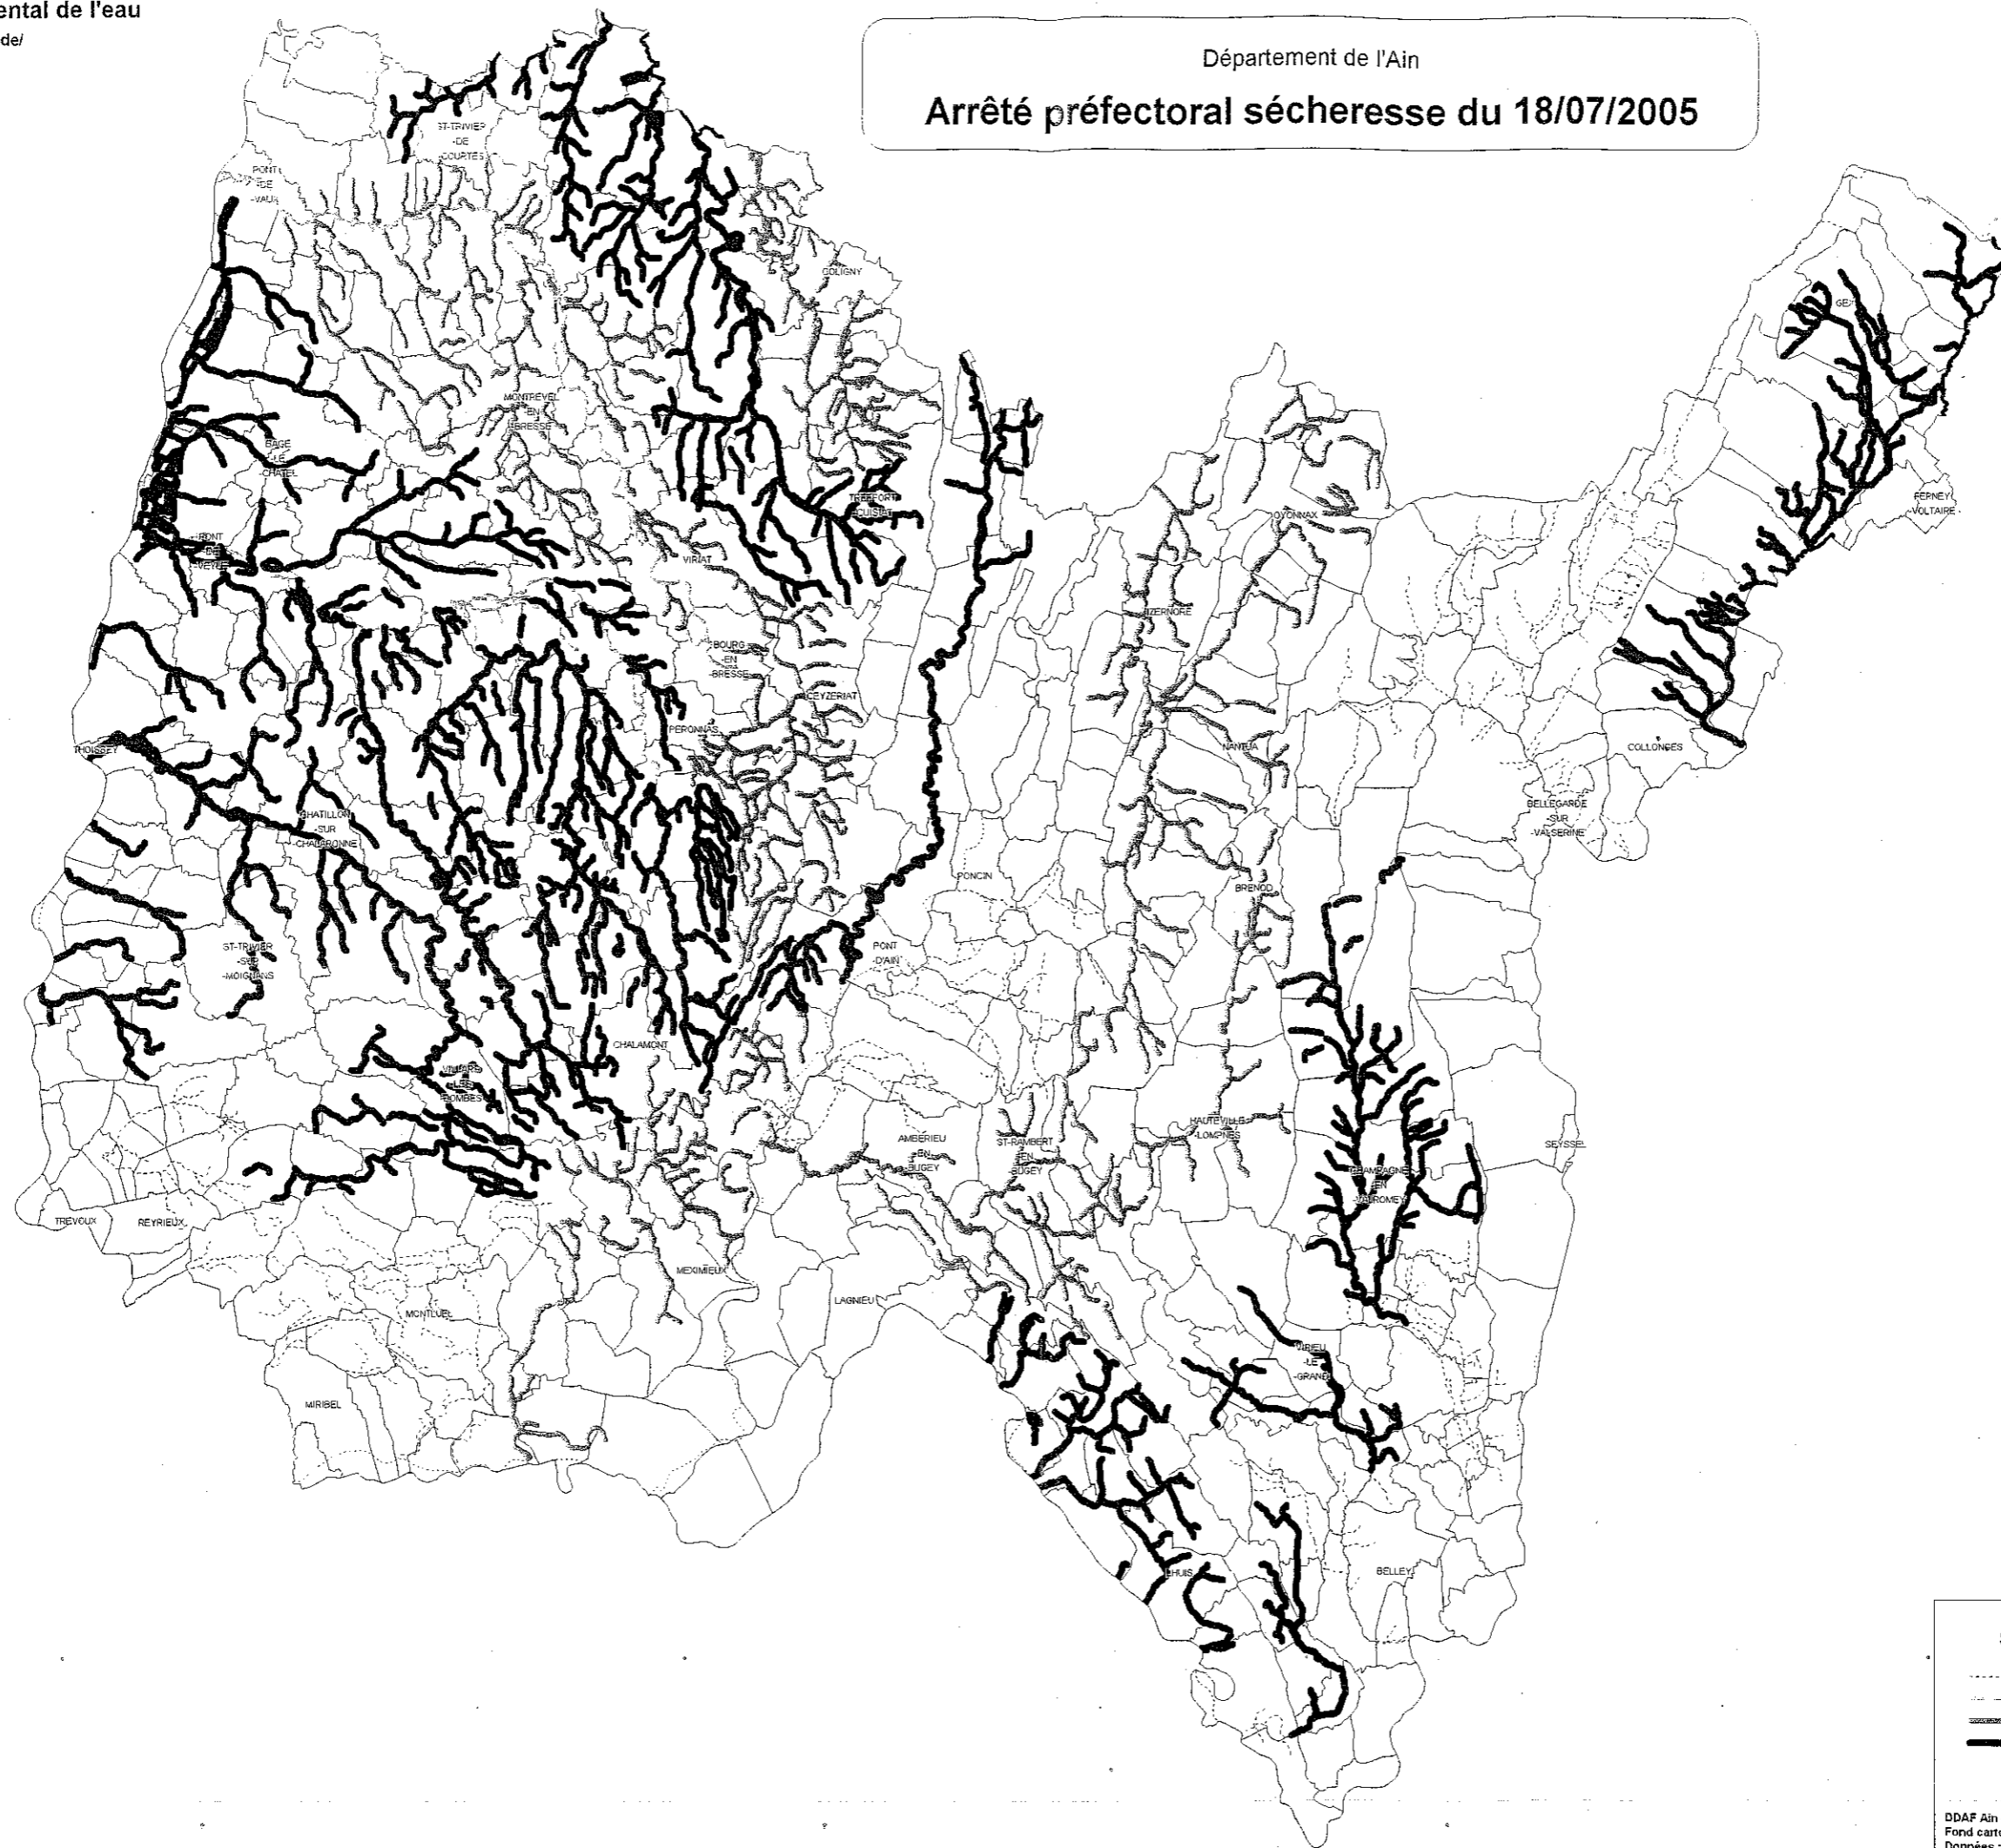 ental de l'eau
de/
Département de l'Ain
Arrêté préfectoral sécheresse du 18/07/2005
ST-TRIVIER
-DE
-COURTES
PONT
-DE
-VAUX
COLIGNY
GEX
MONTREVEL
-EN
-BRESSE
BAGE
-LE
-CHATEL
TREFFORT
-CUISIAT
FERNEY
-VOLTAIRE
OYONNAX
PONT
-DE
-VEYLE
VIRIAT
IZERNORE
BOURG
-EN
-BRESSE
CEYZERIAT
PERONNAS
THOISSEY
NANTUA
COLLONGES
BELLEGARDE
-SUR
-VALSERINE
CHATILLON
-SUR
-CHALARONNE
PONCIN
BRENOD
ST-TRIVIER
-SUR
-MOIGNANS
PONT
-D'AIN
CHALAMONT
VILLARS
-LES
-DOMBES
HAUTEVILLE
-LOMPNES
AMBERIEU
-EN
-BUGEY
ST-RAMBERT
-EN
-BUGEY
SEYSSEL
CHAMPAGNE
-EN
-VALROMEY
TREVOUX
REYRIEUX
MEXIMIEUX
LAGNIEU
MONTLUEL
VIRIEU
-LE
-GRAND
MIRIBEL
BELLEY
LHUIS
DDAF Ain
Fond carto
Données